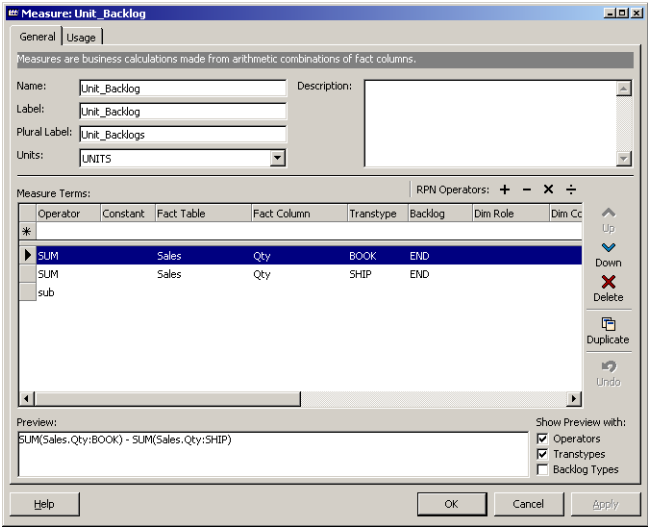 Measure: Unit_Backlog
General Usage
Measures are business calculations made from arithmetic combinations of fact columns.
Name: Unit_Backlog Description:
Label: Unit_Backlog
Plural Label: Unit_Backlogs
Units: UNITS
Measure Terms: RPN Operators: + − × ÷
Operator Constant Fact Table Fact Column Transtype Backlog Dim Role Dim Cc
Up
SUM Sales Qty BOOK END
Down
SUM Sales Qty SHIP END
sub
Delete
Duplicate
Undo
Preview: Show Preview with:
SUM(Sales.Qty:BOOK) - SUM(Sales.Qty:SHIP)
Operators
Transtypes
Backlog Types
Help OK Cancel Apply